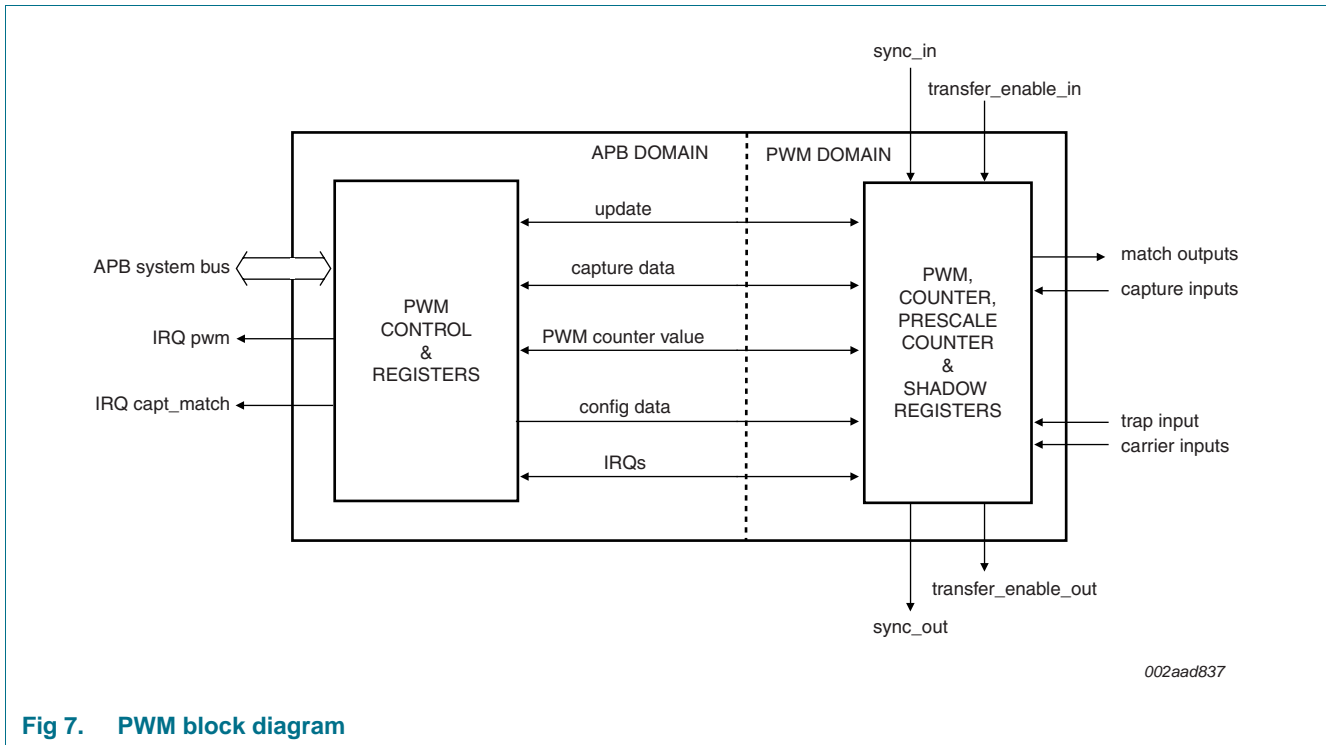 sync_in
transfer_enable_in
APB DOMAIN
PWM DOMAIN
update
APB system bus
capture data
PWM
CONTROL
&
REGISTERS
IRQ pwm
PWM counter value
IRQ capt_match
config data
IRQs
PWM,
COUNTER,
PRESCALE
COUNTER
&
SHADOW
REGISTERS
match outputs
capture inputs
trap input
carrier inputs
transfer_enable_out
sync_out
002aad837
Fig 7. PWM block diagram